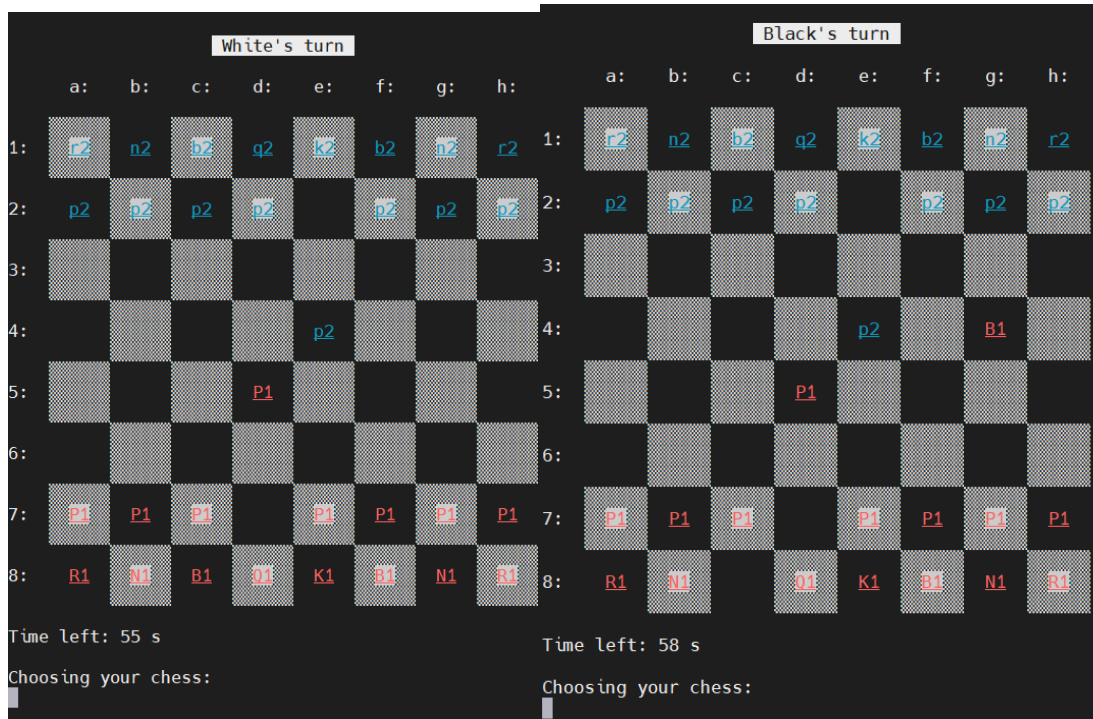 White's turn
a: b: c: d: e: f: g: h:
1: r2 n2 b2 q2 k2 b2 n2 r2
2: p2 p2 p2 p2 p2 p2 p2
3:
4: p2
5: P1
6:
7: P1 P1 P1 P1 P1 P1 P1
8: R1 N1 B1 Q1 K1 B1 N1 R1
Time left: 55 s
Choosing your chess:
Black's turn
a: b: c: d: e: f: g: h:
1: r2 n2 b2 q2 k2 b2 n2 r2
2: p2 p2 p2 p2 p2 p2 p2
3:
4: p2 B1
5: P1
6:
7: P1 P1 P1 P1 P1 P1 P1
8: R1 N1 Q1 K1 B1 N1 R1
Time left: 58 s
Choosing your chess: